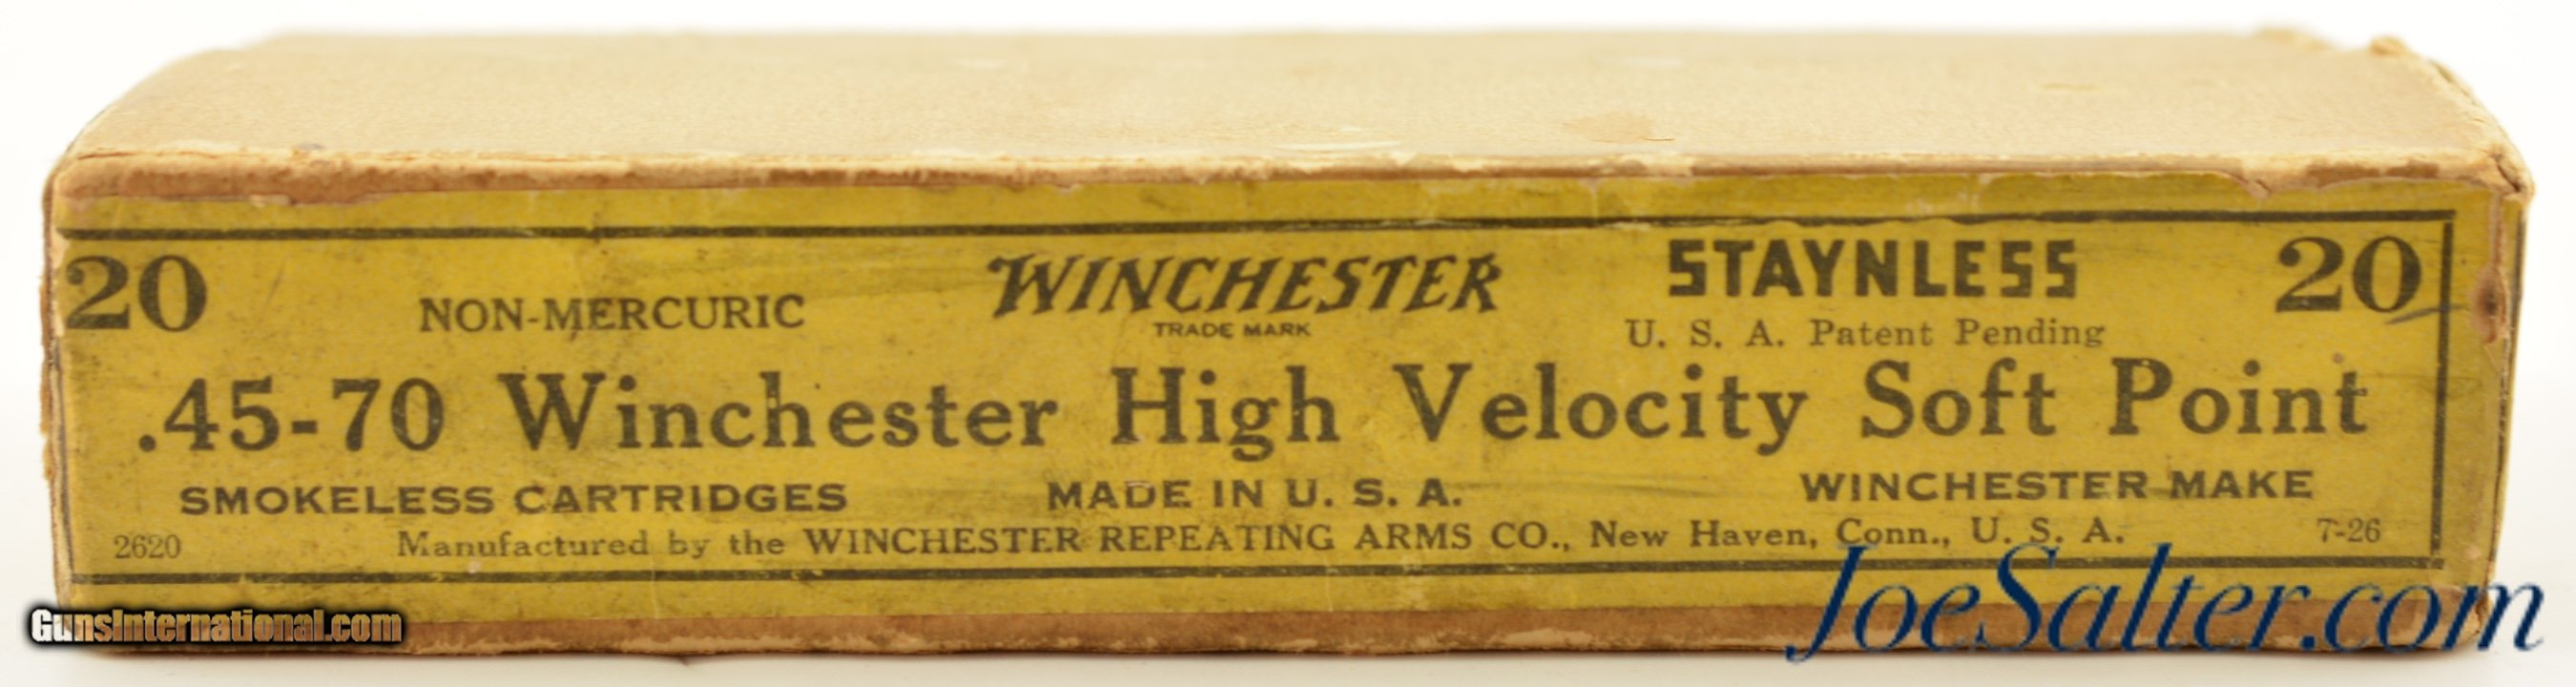 20 NON-MERCURIC WINCHESTER STAYNLESS 20
TRADE MARK U. S. A. Patent Pending
.45-70 Winchester High Velocity Soft Point
SMOKELESS CARTRIDGES MADE IN U. S. A. WINCHESTER MAKE
2620 Manufactured by the WINCHESTER REPEATING ARMS CO., New Haven, Conn., U. S. A. 7-26
GunsInternational.com JoeSalter.com